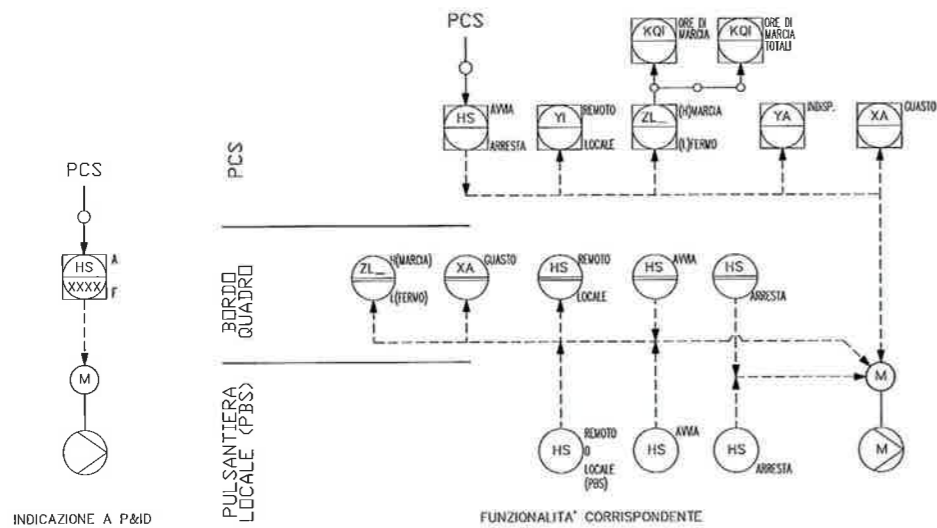 PCS
KQI
ORE DI
MARCIA
KQI
ORE DI
MARCIA
TOTALI
HS
AVVIA
ARRESTA
YI
REMOTO
LOCALE
ZL_
(H)MARCIA
(L)FERMO
YA
INDISP.
XA
GUASTO
PCS
PCS
HS
XXXX
A
F
M
INDICAZIONE A P&ID
BORDO
QUADRO
ZL_
H(MARCIA)
L(FERMO)
XA
GUASTO
HS
REMOTO
LOCALE
HS
AVVIA
HS
ARRESTA
M
PULSANTIERA
LOCALE (PBS)
HS
REMOTO
O
LOCALE
(PBS)
HS
AVVIA
HS
ARRESTA
M
FUNZIONALITA' CORRISPONDENTE